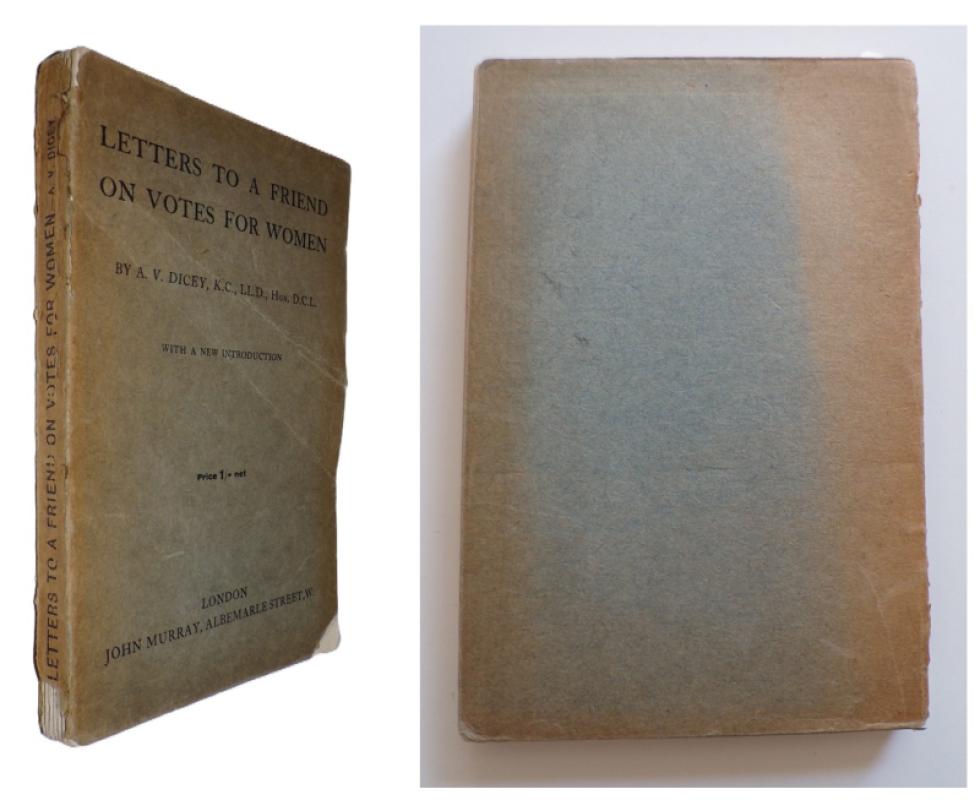 LETTERS TO A FRIEND
ON VOTES FOR WOMEN
BY A. V. DICEY, K.C., LL.D., Hon. D.C.L.
WITH A NEW INTRODUCTION
Price 1/- net
LONDON
JOHN MURRAY, ALBEMARLE STREET, W.
LETTERS TO A FRIEND ON VOTES FOR WOMEN—A. V. DICEY